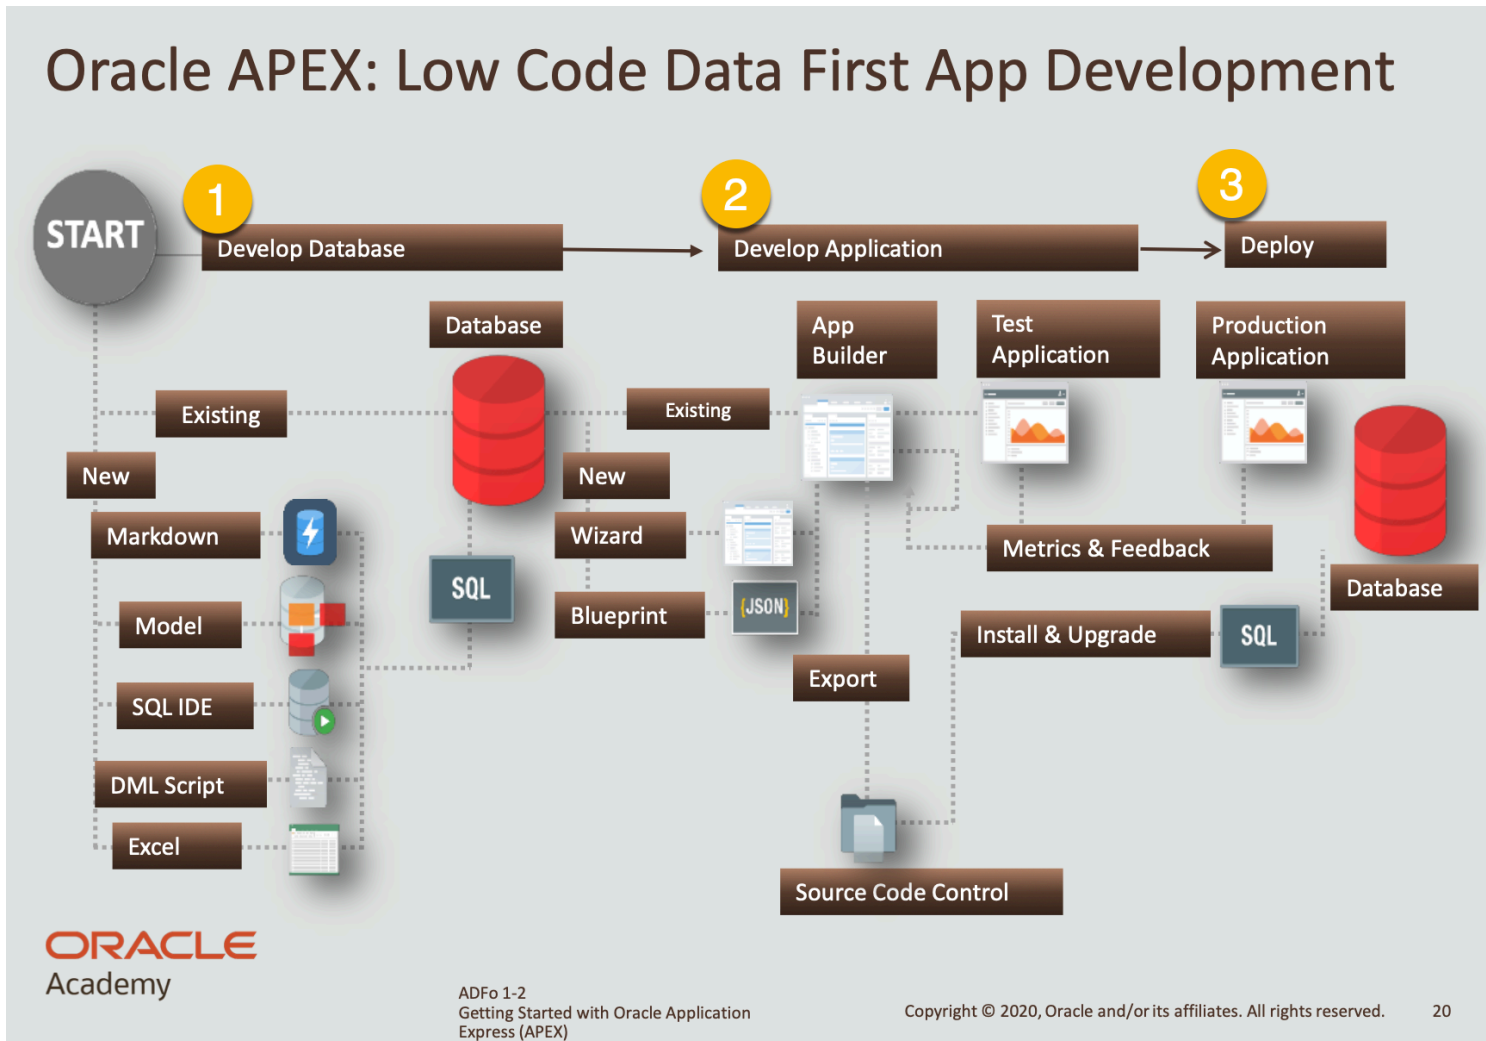 Oracle APEX: Low Code Data First App Development
START
1
Develop Database
2
Develop Application
3
Deploy
Database
App
Builder
Test
Application
Production
Application
Existing
Existing
New
New
Markdown
Wizard
Metrics & Feedback
SQL
Database
Model
Blueprint
{JSON}
Install & Upgrade
SQL
Export
SQL IDE
DML Script
Excel
Source Code Control
ORACLE
Academy
ADFo 1-2
Getting Started with Oracle Application
Express (APEX)
Copyright © 2020, Oracle and/or its affiliates. All rights reserved.
20